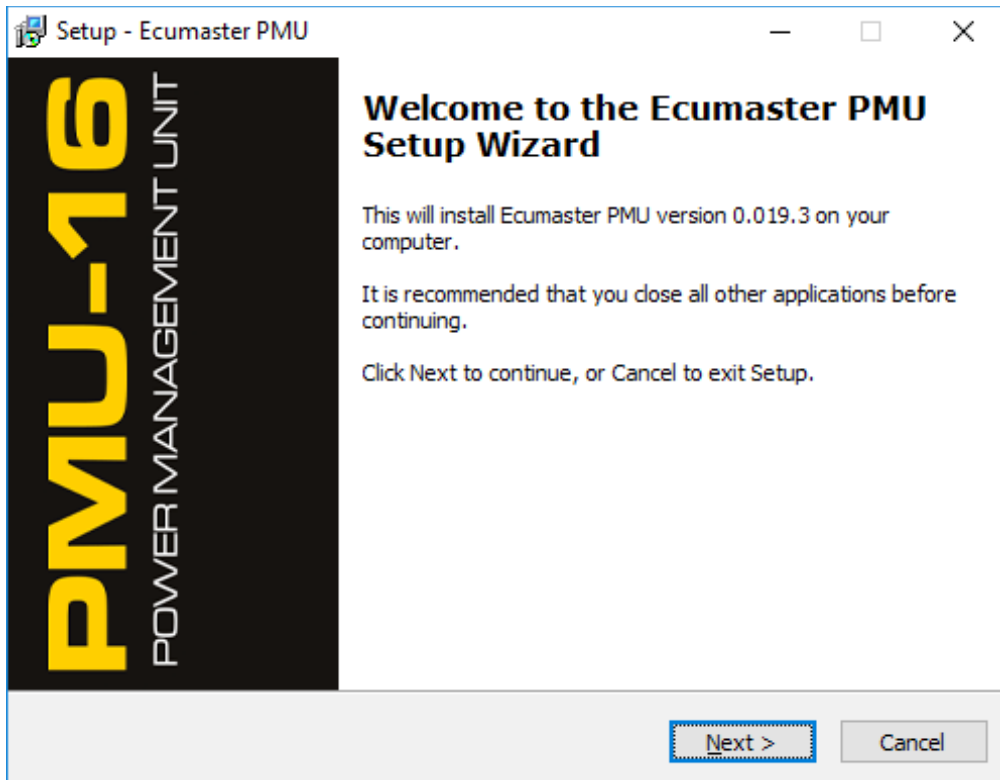 Setup - Ecumaster PMU
PMU-16
POWER MANAGEMENT UNIT
Welcome to the Ecumaster PMU
Setup Wizard
This will install Ecumaster PMU version 0.019.3 on your
computer.
It is recommended that you close all other applications before
continuing.
Click Next to continue, or Cancel to exit Setup.
Next >
Cancel